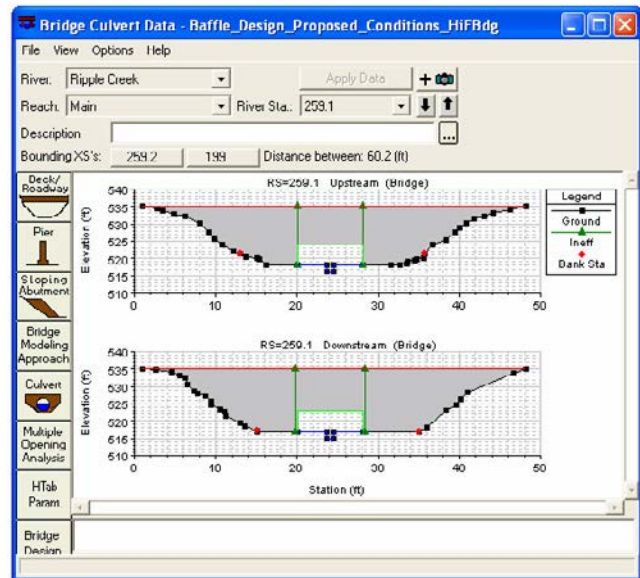 Bridge Culvert Data - Baffle_Design_Proposed_Conditions_HiFBdg
File View Options Help
River: Ripple Creek Apply Data
Reach: Main River Sta.: 259.1
Description ...
Bounding XS's: 259.2 199 Distance between: 60.2 (ft)
Deck/
Roadway
Pier
Sloping
Abutment
Bridge
Modeling
Approach
Culvert
Multiple
Opening
Analysis
HTab
Param.
Bridge
Design
RS=259.1 Upstream (Bridge)
Elevation (ft)
540
535
530
525
520
515
510
0 10 20 30 40 50
Legend
Ground
Ineff
Bank Sta
RS=259.1 Downstream (Bridge)
Elevation (ft)
540
535
530
525
520
515
510
0 10 20 30 40 50
Station (ft)